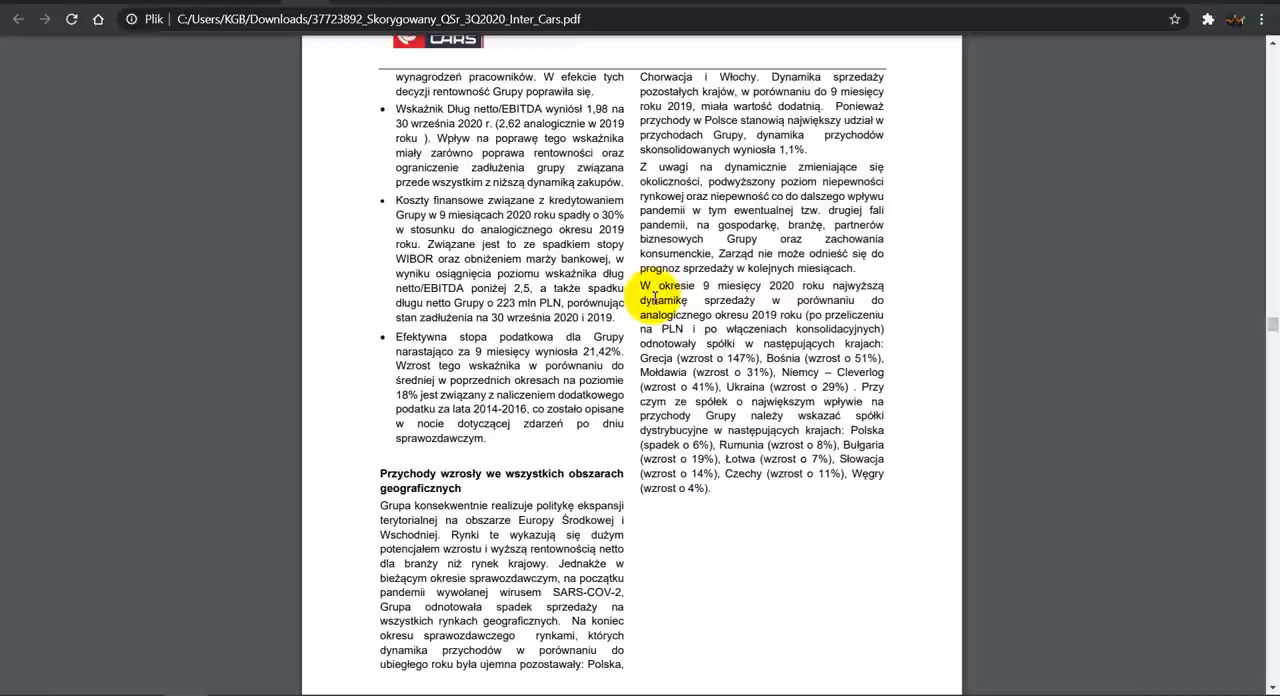 Plik
C:/Users/KGB/Downloads/37723892_Skorygowany_QSr_3Q2020_Inter_Cars.pdf
CARS
wynagrodzeń pracowników. W efekcie tych
decyzji rentowność Grupy poprawiła się.
• Wskaźnik Dług netto/EBITDA wyniósł 1,98 na
30 września 2020 r. (2,62 analogicznie w 2019
roku ). Wpływ na poprawę tego wskaźnika
miały zarówno poprawa rentowności oraz
ograniczenie zadłużenia grupy związana
przede wszystkim z niższą dynamiką zakupów.
• Koszty finansowe związane z kredytowaniem
Grupy w 9 miesiącach 2020 roku spadły o 30%
w stosunku do analogicznego okresu 2019
roku. Związane jest to ze spadkiem stopy
WIBOR oraz obniżeniem marży bankowej, w
wyniku osiągnięcia poziomu wskaźnika dług
netto/EBITDA poniżej 2,5, a także spadku
długu netto Grupy o 223 mln PLN, porównując
stan zadłużenia na 30 września 2020 i 2019.
• Efektywna stopa podatkowa dla Grupy
narastająco za 9 miesięcy wyniosła 21,42%.
Wzrost tego wskaźnika w porównaniu do
średniej w poprzednich okresach na poziomie
18% jest związany z naliczeniem dodatkowego
podatku za lata 2014-2016, co zostało opisane
w nocie dotyczącej zdarzeń po dniu
sprawozdawczym.
Przychody wzrosły we wszystkich obszarach
geograficznych
Grupa konsekwentnie realizuje politykę ekspansji
terytorialnej na obszarze Europy Środkowej i
Wschodniej. Rynki te wykazują się dużym
potencjałem wzrostu i wyższą rentownością netto
dla branży niż rynek krajowy. Jednakże w
bieżącym okresie sprawozdawczym, na początku
pandemii wywołanej wirusem SARS-COV-2,
Grupa odnotowała spadek sprzedaży na
wszystkich rynkach geograficznych. Na koniec
okresu sprawozdawczego rynkami, których
dynamika przychodów w porównaniu do
ubiegłego roku była ujemna pozostawały: Polska,
Chorwacja i Włochy. Dynamika sprzedaży
pozostałych krajów, w porównaniu do 9 miesięcy
roku 2019, miała wartość dodatnią. Ponieważ
przychody w Polsce stanowią największy udział w
przychodach Grupy, dynamika przychodów
skonsolidowanych wyniosła 1,1%.
Z uwagi na dynamicznie zmieniające się
okoliczności, podwyższony poziom niepewności
rynkowej oraz niepewność co do dalszego wpływu
pandemii w tym ewentualnej tzw. drugiej fali
pandemii, na gospodarkę, branżę, partnerów
biznesowych Grupy oraz zachowania
konsumenckie, Zarząd nie może odnieść się do
prognoz sprzedaży w kolejnych miesiącach.
W okresie 9 miesięcy 2020 roku najwyższą
dynamikę sprzedaży w porównaniu do
analogicznego okresu 2019 roku (po przeliczeniu
na PLN i po włączeniach konsolidacyjnych)
odnotowały spółki w następujących krajach:
Grecja (wzrost o 147%), Bośnia (wzrost o 51%),
Mołdawia (wzrost o 31%), Niemcy – Cleverlog
(wzrost o 41%), Ukraina (wzrost o 29%) . Przy
czym ze spółek o największym wpływie na
przychody Grupy należy wskazać spółki
dystrybucyjne w następujących krajach: Polska
(spadek o 6%), Rumunia (wzrost o 8%), Bułgaria
(wzrost o 19%), Łotwa (wzrost o 7%), Słowacja
(wzrost o 14%), Czechy (wzrost o 11%), Węgry
(wzrost o 4%).